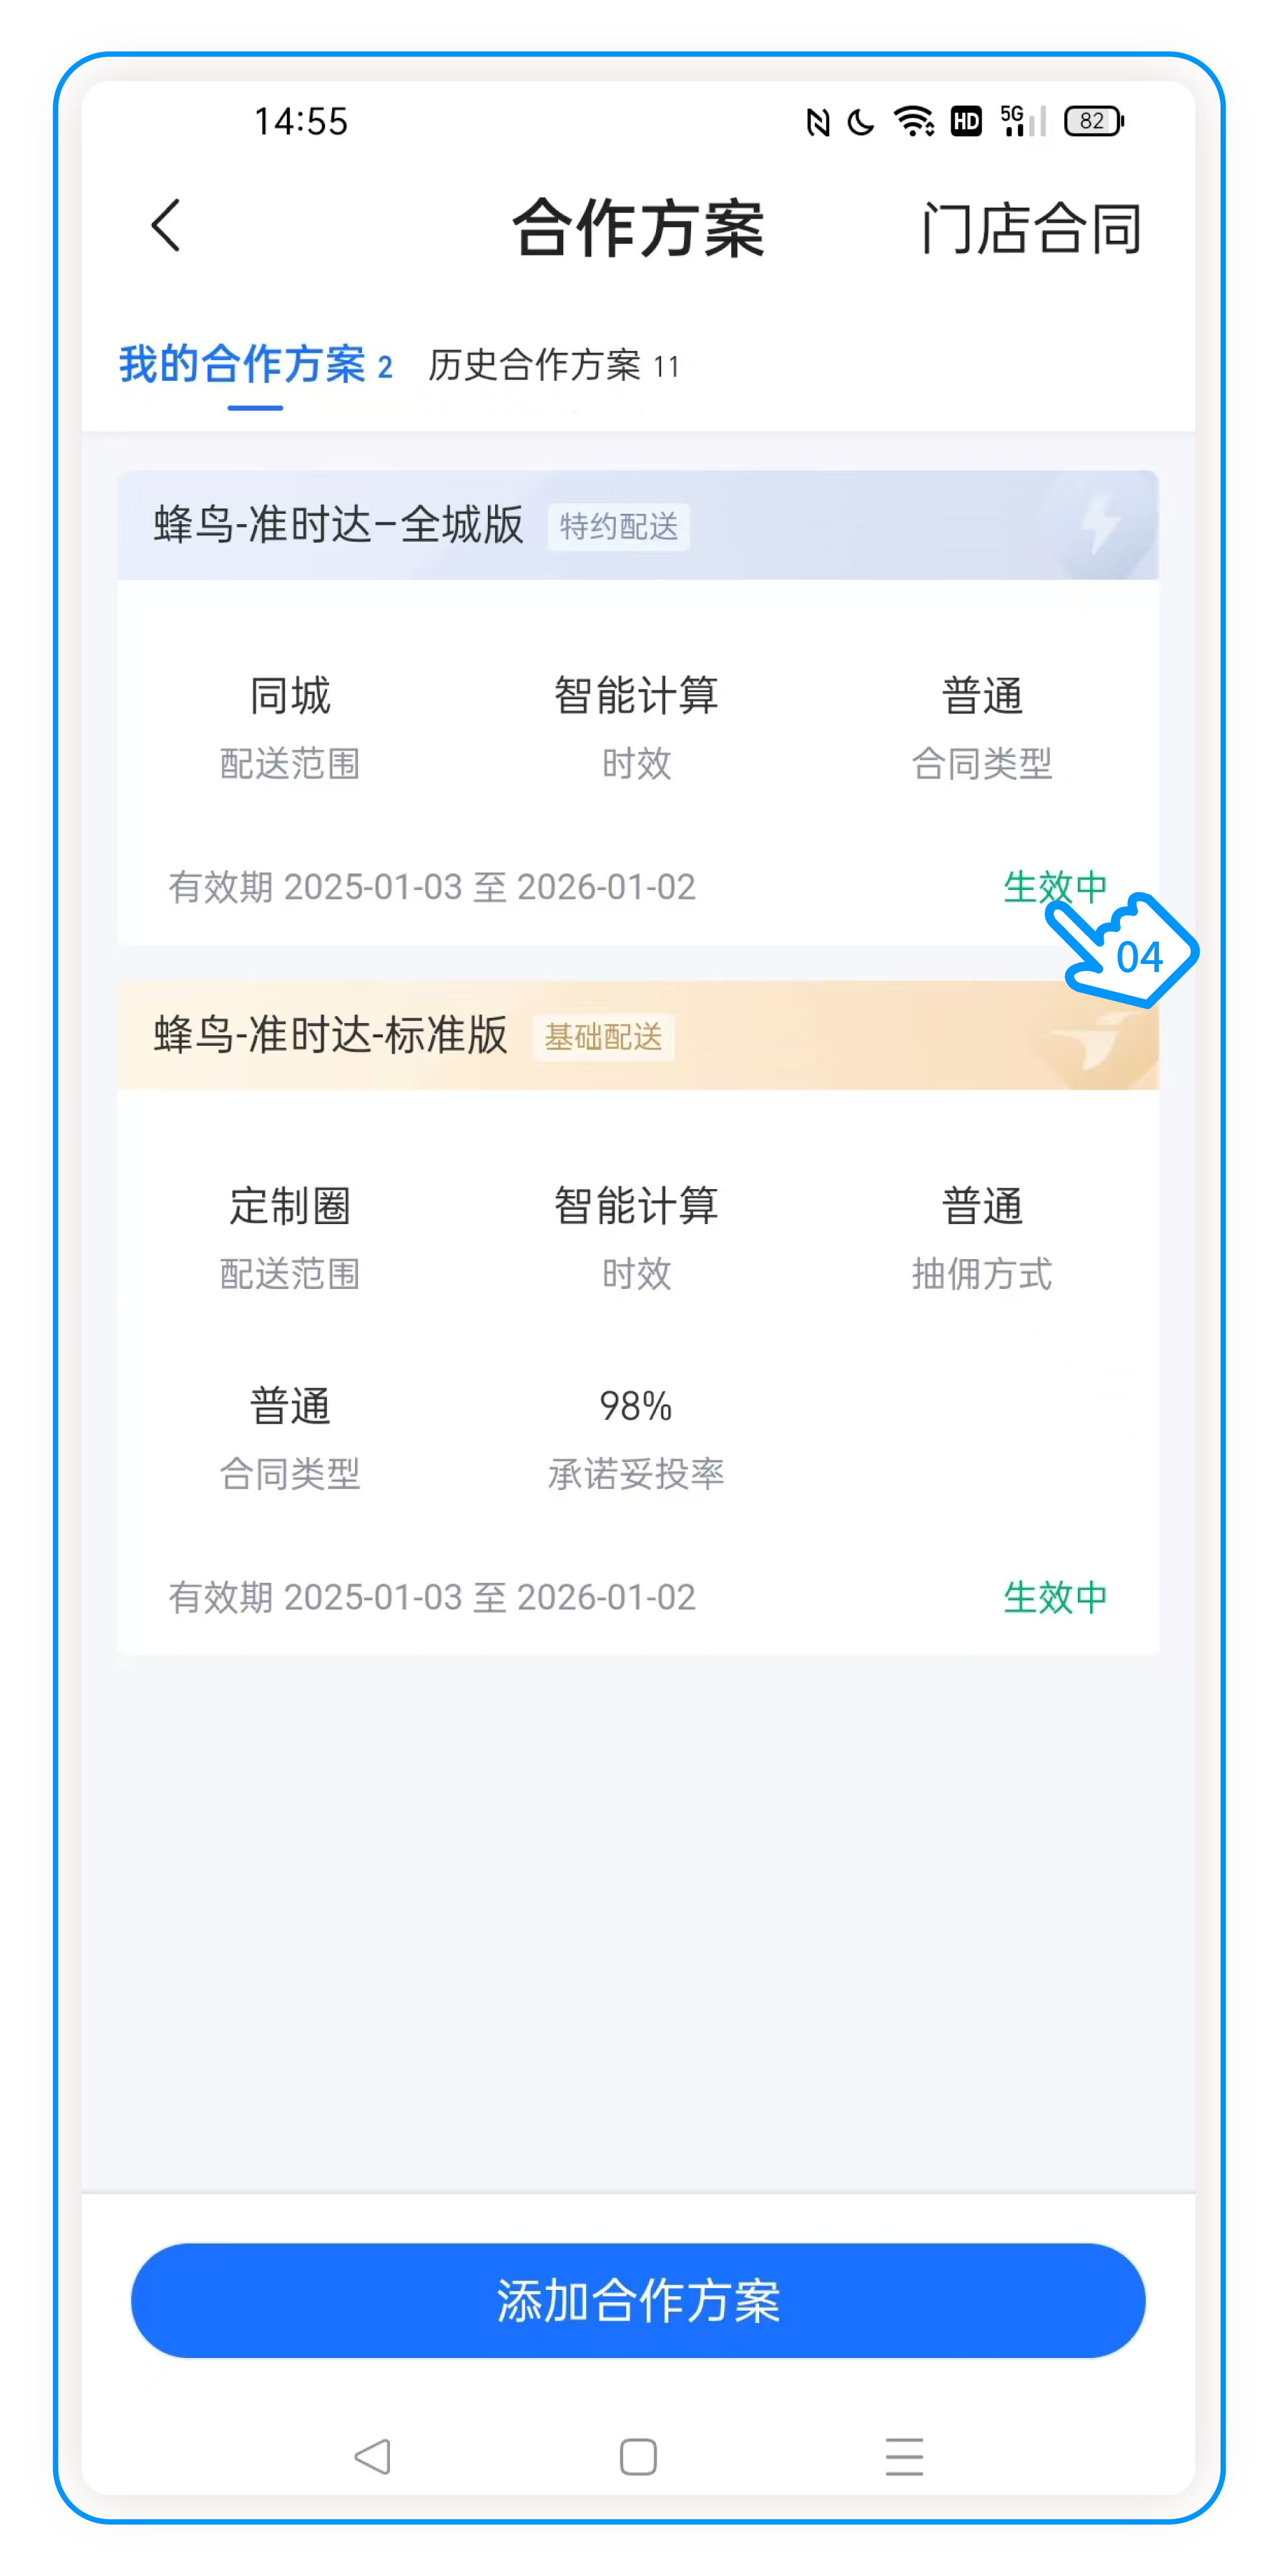 14:55 HD 5G 82
合作方案 门店合同
我的合作方案 2 历史合作方案 11
蜂鸟-准时达-全城版 特约配送
同城 智能计算 普通
配送范围 时效 合同类型
有效期 2025-01-03 至 2026-01-02 生效中
04
蜂鸟-准时达-标准版 基础配送
定制圈 智能计算 普通
配送范围 时效 抽佣方式
普通 98%
合同类型 承诺妥投率
有效期 2025-01-03 至 2026-01-02 生效中
添加合作方案